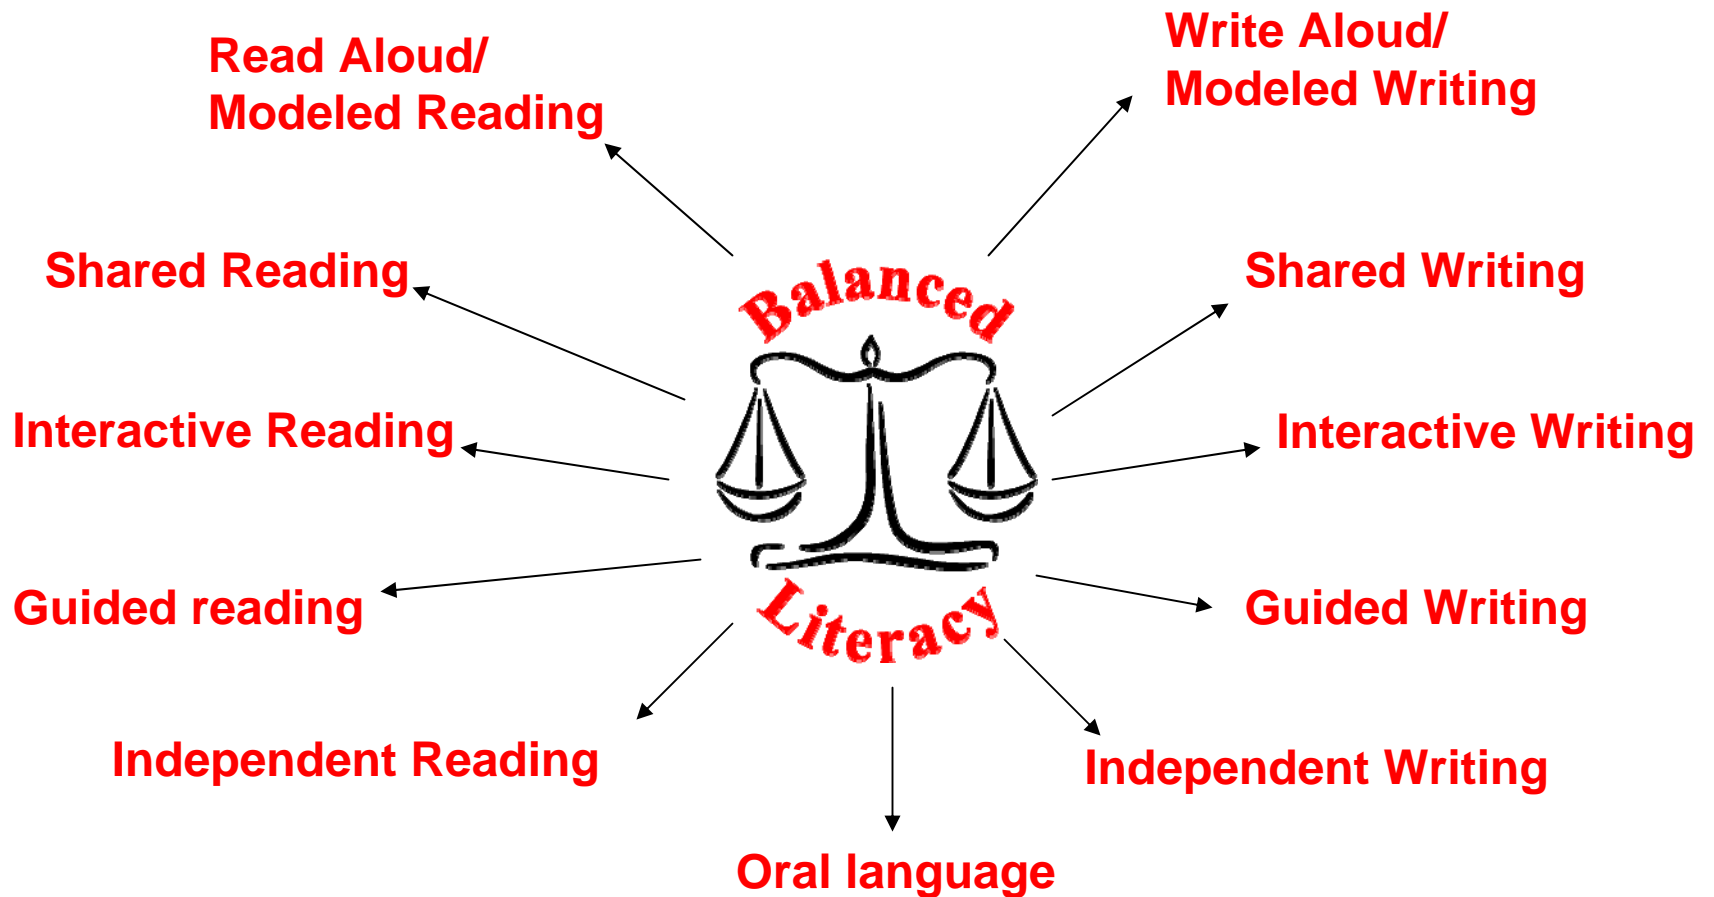 Read Aloud/
Modeled Reading
Write Aloud/
Modeled Writing
Shared Reading
Shared Writing
Balanced
Interactive Reading
Interactive Writing
Guided reading
Guided Writing
Literacy
Independent Reading
Independent Writing
Oral language